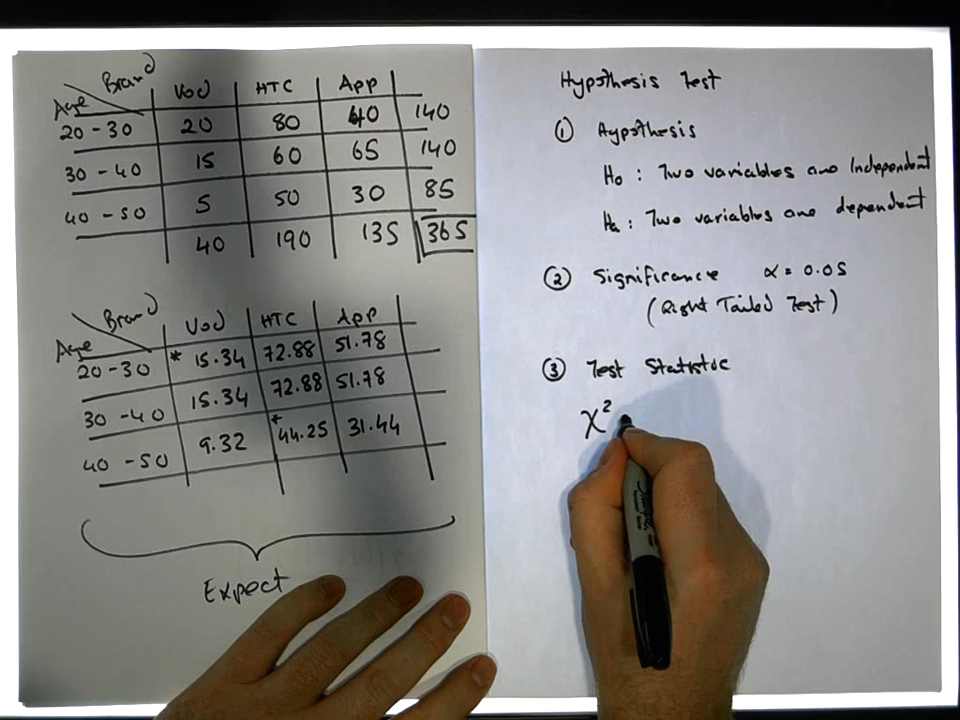 Brand
Age
Vod HTC App
20 - 30 20 80 40 140
30 - 40 15 60 65 140
40 - 50 5 50 30 85
40 190 135 365
Brand
Age
Vod HTC App
20 - 30 * 15.34 72.88 51.78
30 - 40 15.34 72.88 51.78
40 - 50 9.32 *44.25 31.44
Expect
Hypothesis Test
① Hypothesis
H₀ : Two variables are Independent
Hₐ : Two variables are dependent
② Significance α = 0.05
(Right Tailed Test)
③ Test Statistic
χ²